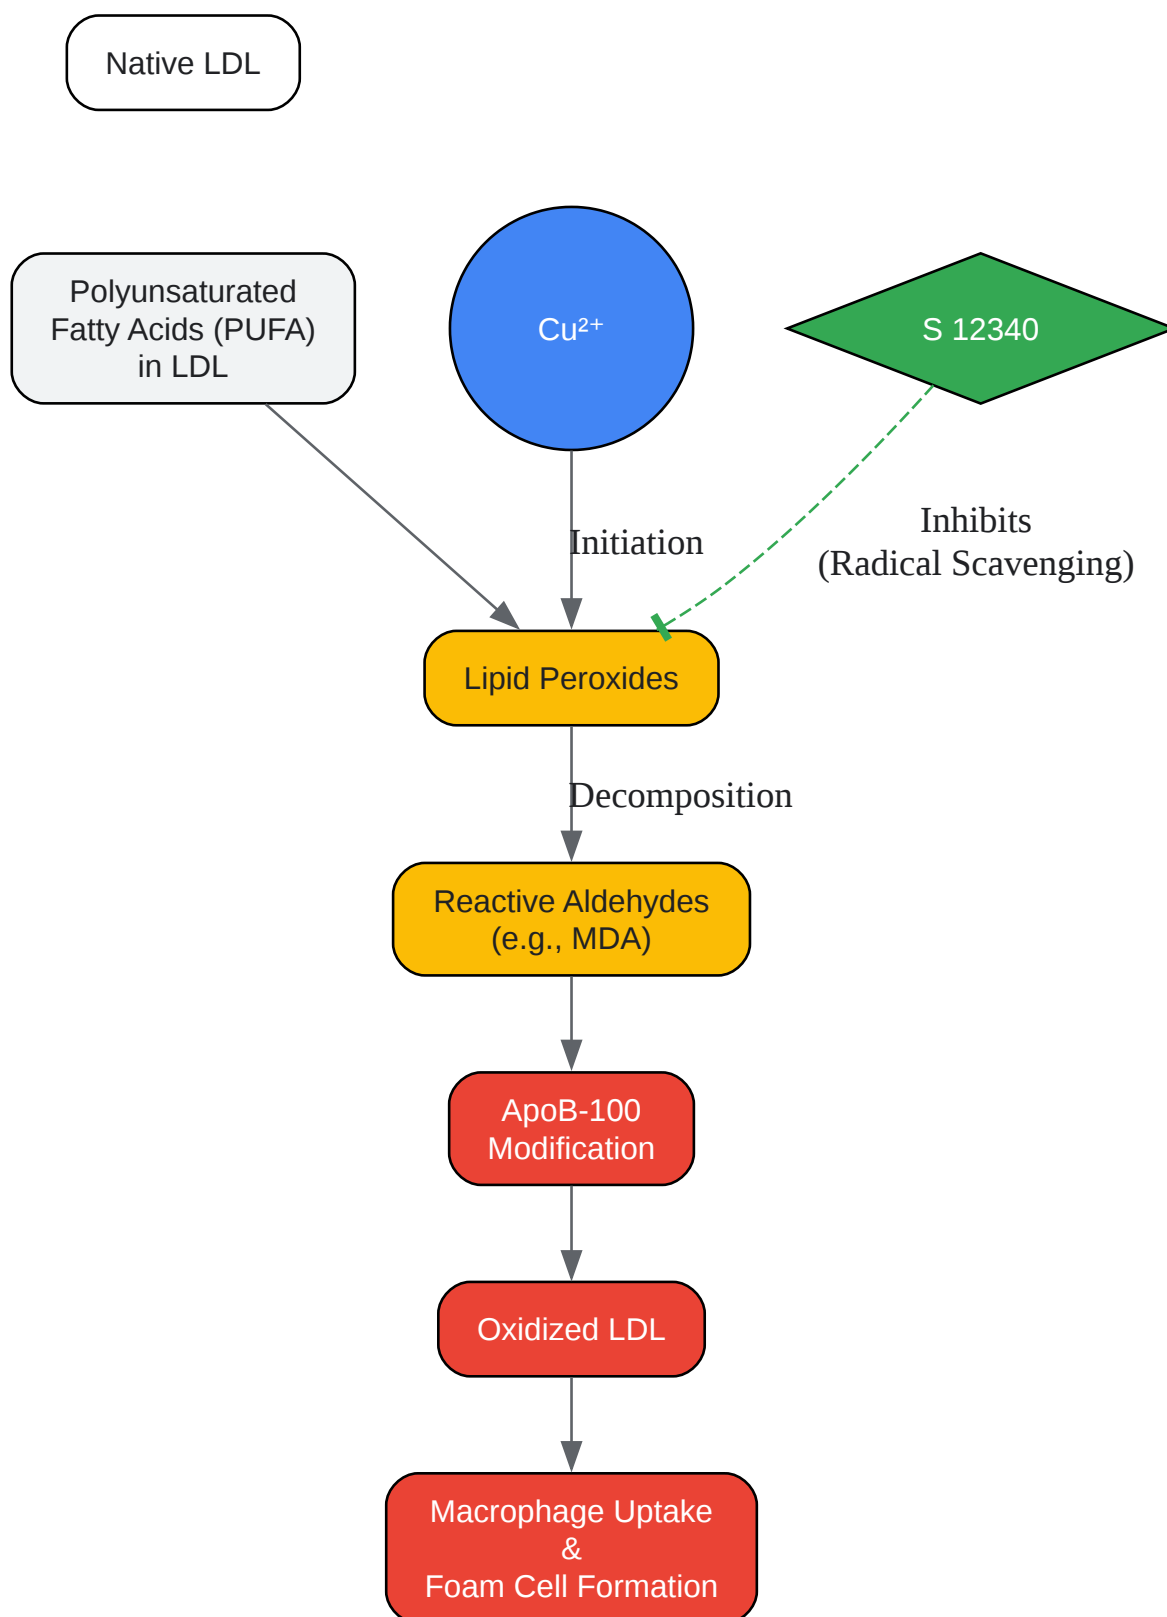 Native LDL
Polyunsaturated
Fatty Acids (PUFA)
in LDL
Cu²⁺
S 12340
Initiation
Inhibits
(Radical Scavenging)
Lipid Peroxides
Decomposition
Reactive Aldehydes
(e.g., MDA)
ApoB-100
Modification
Oxidized LDL
Macrophage Uptake
&
Foam Cell Formation